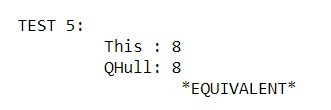 TEST 5:
This : 8
QHull: 8
*EQUIVALENT*